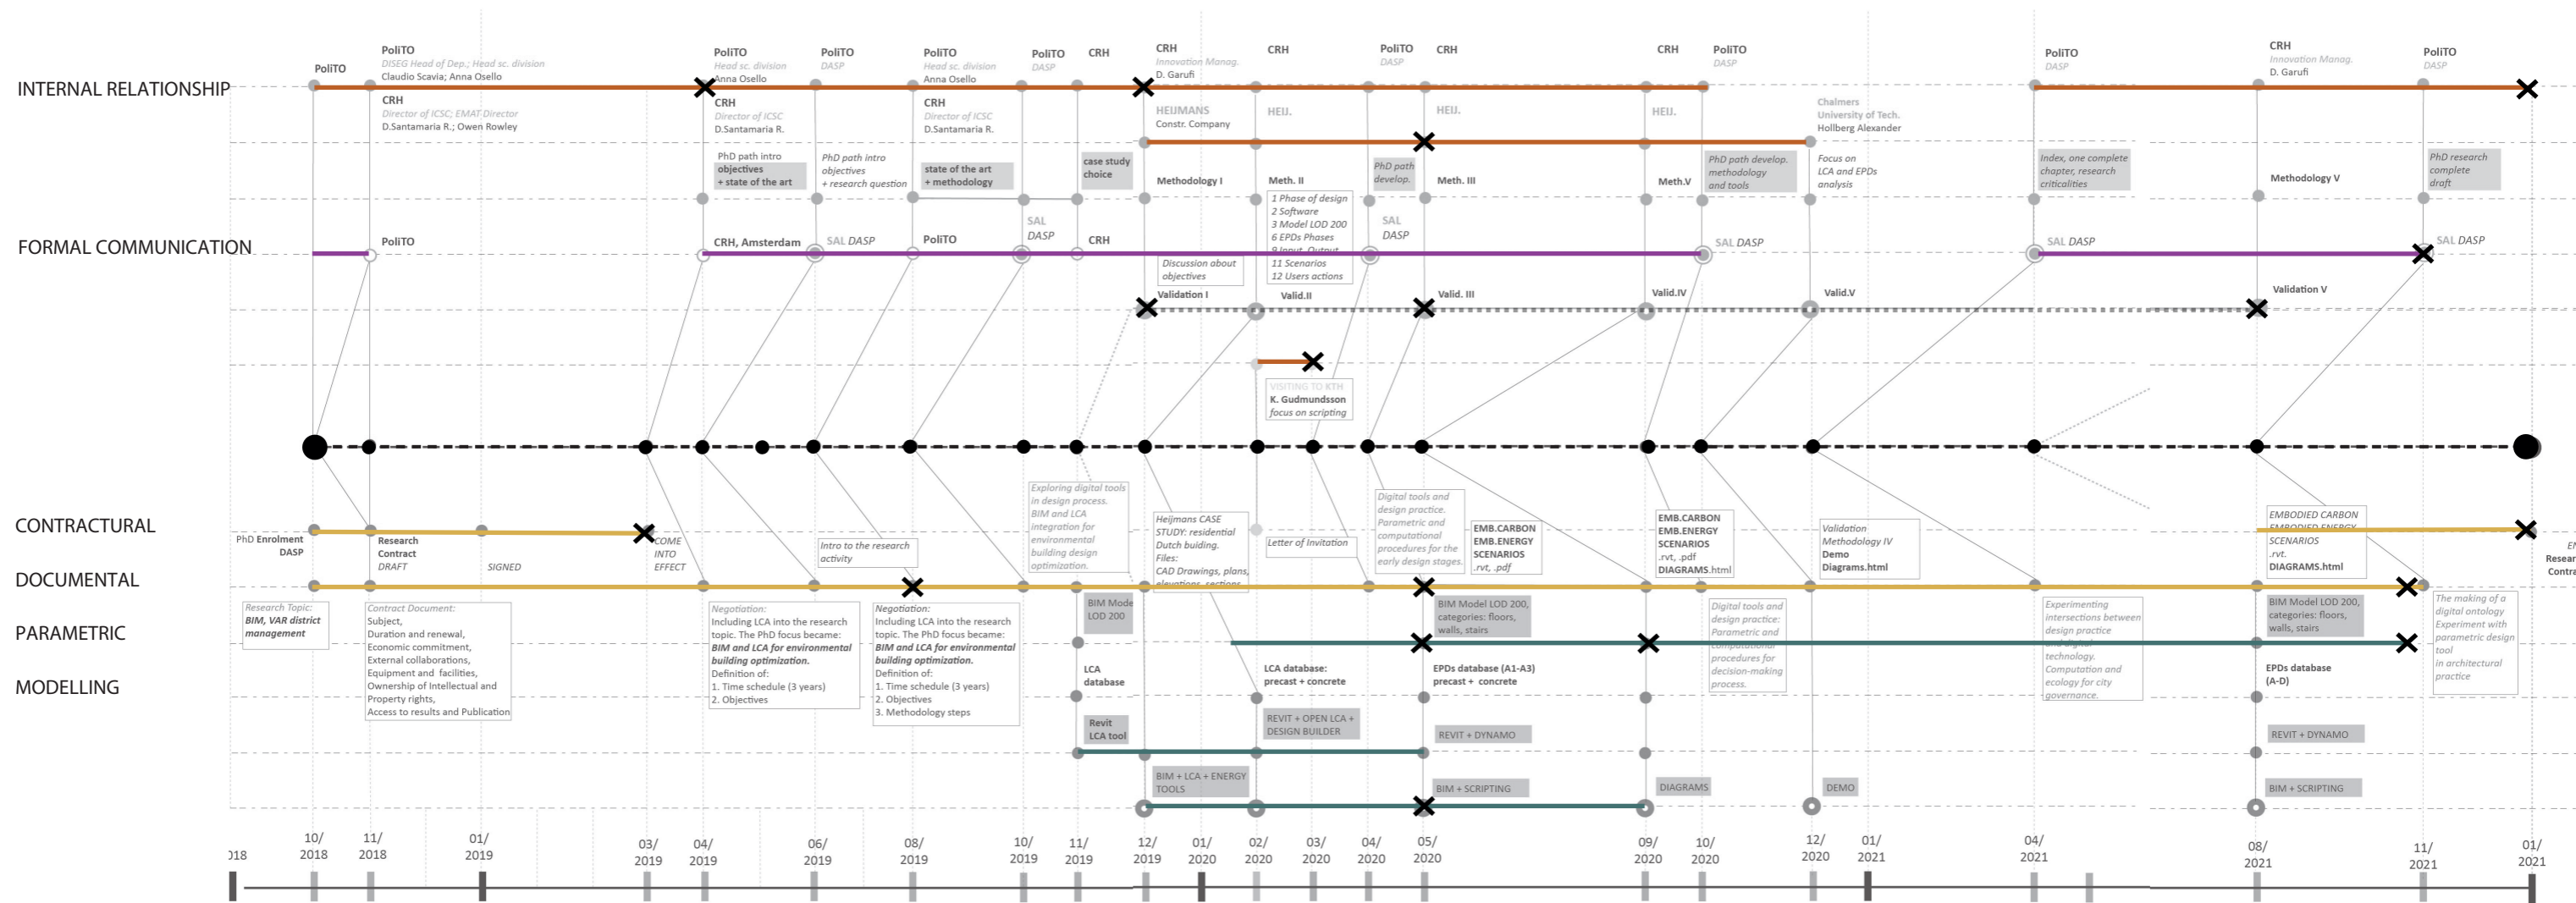 INTERNAL RELATIONSHIP
PoliTO
PoliTO
DISEG Head of Dep.; Head sc. division
Claudio Scavia; Anna Osello
CRH
Director of ICSC; EMAT Director
D.Santamaria R.; Owen Rowley
PoliTO
Head sc. division
Anna Osello
CRH
Director of ICSC
D.Santamaria R.
PoliTO
DASP
PoliTO
Head sc. division
Anna Osello
CRH
Director of ICSC
D.Santamaria R.
PoliTO
DASP
CRH
CRH
Innovation Manag.
D. Garufi
HEIJMANS
Constr. Company
CRH
HEIJ.
PoliTO
DASP
CRH
HEIJ.
CRH
HEIJ.
PoliTO
DASP
Chalmers
University of Tech.
Hollberg Alexander
PoliTO
DASP
CRH
Innovation Manag.
D. Garufi
PoliTO
DASP
PhD path intro
objectives
+ state of the art
PhD path intro
objectives
+ research question
state of the art
+ methodology
case study
choice
Methodology I
Meth. II
1 Phase of design
2 Software
3 Model LOD 200
6 EPDs Phases
9 Input, Output
11 Scenarios
12 Users actions
PhD path
develop.
Meth. III
Meth.V
PhD path develop.
methodology
and tools
Focus on
LCA and EPDs
analysis
Index, one complete
chapter, research
criticalities
Methodology V
PhD research
complete
draft
FORMAL COMMUNICATION
PoliTO
CRH, Amsterdam
SAL DASP
PoliTO
SAL
DASP
CRH
Discussion about
objectives
SAL
DASP
SAL DASP
SAL DASP
SAL DASP
Validation I
Valid.II
Valid. III
Valid.IV
Valid.V
Validation V
VISITING TO KTH
K. Gudmundsson
focus on scripting
CONTRACTURAL
DOCUMENTAL
PARAMETRIC
MODELLING
PhD Enrolment
DASP
Research
Contract
DRAFT
SIGNED
COME
INTO
EFFECT
Intro to the research
activity
Exploring digital tools
in design process.
BIM and LCA
integration for
environmental
building design
optimization.
Heijmans CASE
STUDY: residential
Dutch buiding.
Files:
CAD Drawings, plans,
elevations, sections
Letter of Invitation
Digital tools and
design practice.
Parametric and
computational
procedures for the
early design stages.
EMB.CARBON
EMB.ENERGY
SCENARIOS
.rvt, .pdf
EMB.CARBON
EMB.ENERGY
SCENARIOS
.rvt, .pdf
DIAGRAMS.html
Validation
Methodology IV
Demo
Diagrams.html
EMBODIED CARBON
EMBODIED ENERGY
SCENARIOS
.rvt.
DIAGRAMS.html
Research Topic:
BIM, VAR district
management
Contract Document:
Subject,
Duration and renewal,
Economic commitment,
External collaborations,
Equipment and facilities,
Ownership of Intellectual and
Property rights,
Access to results and Publication
Negotiation:
Including LCA into the research
topic. The PhD focus became:
BIM and LCA for environmental
building optimization.
Definition of:
1. Time schedule (3 years)
2. Objectives
Negotiation:
Including LCA into the research
topic. The PhD focus became:
BIM and LCA for environmental
building optimization.
Definition of:
1. Time schedule (3 years)
2. Objectives
3. Methodology steps
BIM Mode
LOD 200
LCA
database
Revit
LCA tool
BIM + LCA + ENERGY
TOOLS
LCA database:
precast + concrete
REVIT + OPEN LCA +
DESIGN BUILDER
BIM Model LOD 200,
categories: floors,
walls, stairs
EPDs database (A1-A3)
precast + concrete
REVIT + DYNAMO
BIM + SCRIPTING
DIAGRAMS
Digital tools and
design practice:
Parametric and
computational
procedures for
decision-making
process.
DEMO
Experimenting
intersections between
design practice
and digital
technology.
Computation and
ecology for city
governance.
BIM Model LOD 200,
categories: floors,
walls, stairs
EPDs database
(A-D)
REVIT + DYNAMO
BIM + SCRIPTING
The making of a
digital ontology
Experiment with
parametric design
tool
in architectural
practice
10/
2018
11/
2018
01/
2019
03/
2019
04/
2019
06/
2019
08/
2019
10/
2019
11/
2019
12/
2019
01/
2020
02/
2020
03/
2020
04/
2020
05/
2020
09/
2020
10/
2020
12/
2020
01/
2021
04/
2021
08/
2021
11/
2021
01/
2021